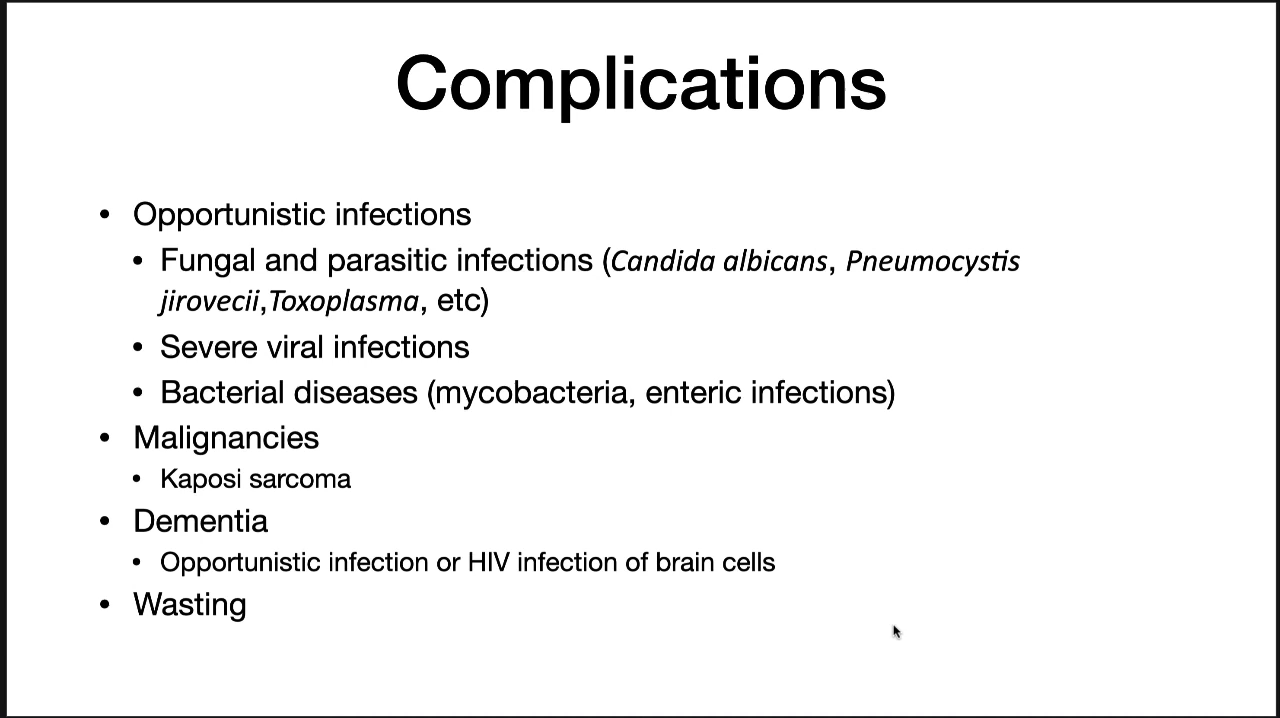 Complications
• Opportunistic infections
• Fungal and parasitic infections (Candida albicans, Pneumocystis
jirovecii,Toxoplasma, etc)
• Severe viral infections
• Bacterial diseases (mycobacteria, enteric infections)
• Malignancies
• Kaposi sarcoma
• Dementia
• Opportunistic infection or HIV infection of brain cells
• Wasting